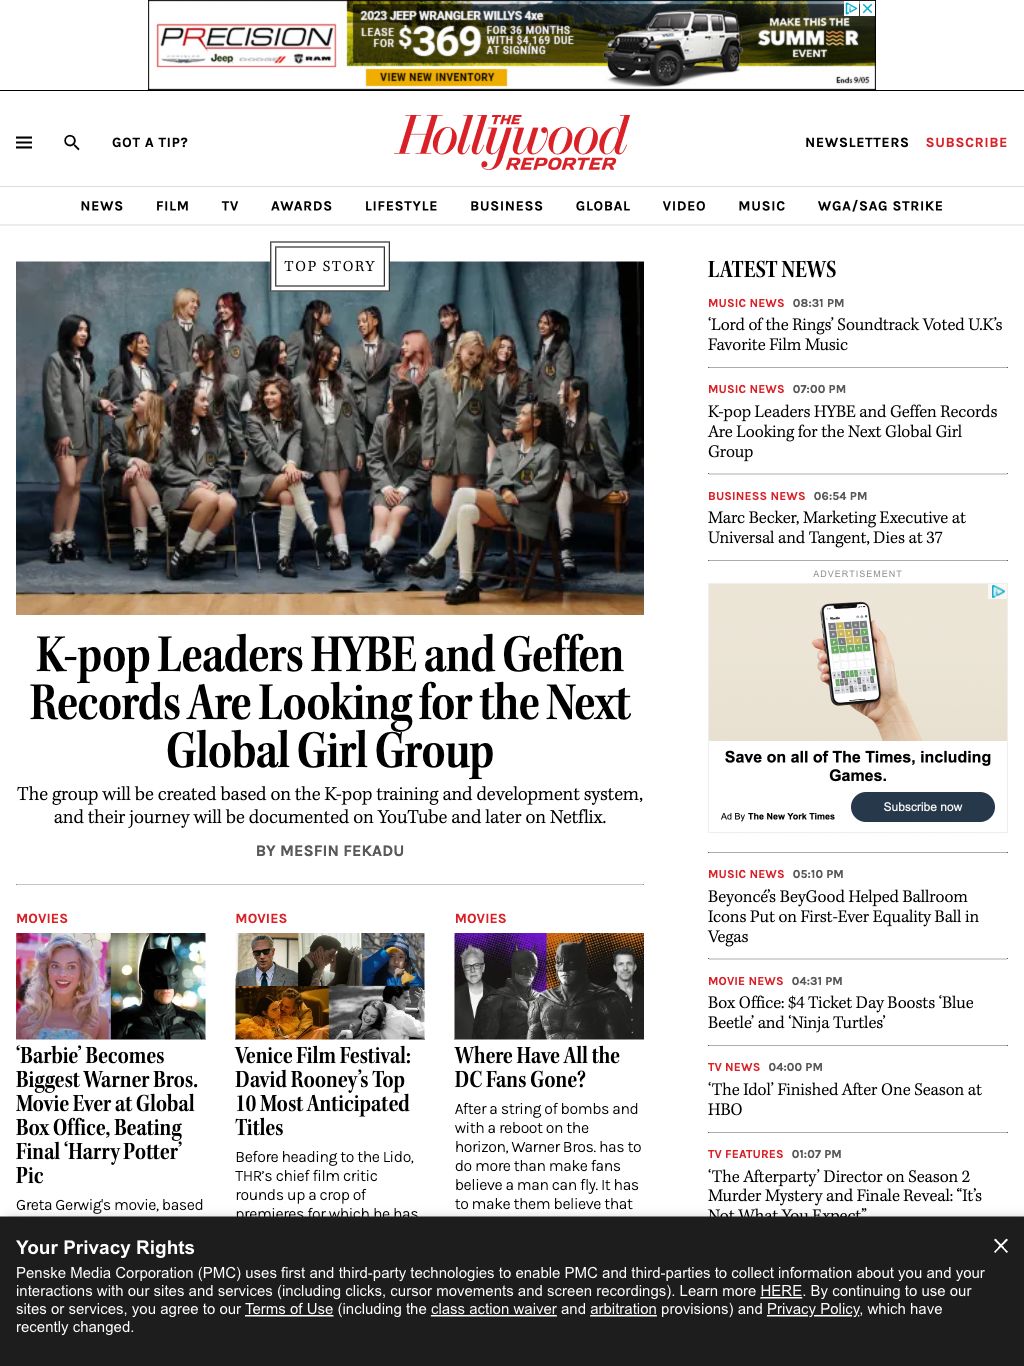 2023 JEEP WRANGLER WILLYS 4xe
PRECISION
Jeep
DODGE
RAM
LEASE FOR $369 FOR 36 MONTHS WITH $4,169 DUE AT SIGNING
VIEW NEW INVENTORY
MAKE THIS THE
SUMMER
EVENT
Ends 9/05
GOT A TIP?
THE
Hollywood
REPORTER
NEWSLETTERS
SUBSCRIBE
NEWS FILM TV AWARDS LIFESTYLE BUSINESS GLOBAL VIDEO MUSIC WGA/SAG STRIKE
TOP STORY
K-pop Leaders HYBE and Geffen
Records Are Looking for the Next
Global Girl Group
The group will be created based on the K-pop training and development system,
and their journey will be documented on YouTube and later on Netflix.
BY MESFIN FEKADU
MOVIES
‘Barbie’ Becomes
Biggest Warner Bros.
Movie Ever at Global
Box Office, Beating
Final ‘Harry Potter’
Pic
Greta Gerwig's movie, based
MOVIES
Venice Film Festival:
David Rooney’s Top
10 Most Anticipated
Titles
Before heading to the Lido,
THR’s chief film critic
rounds up a crop of
premieres for which he has
MOVIES
Where Have All the
DC Fans Gone?
After a string of bombs and
with a reboot on the
horizon, Warner Bros. has to
do more than make fans
believe a man can fly. It has
to make them believe that
LATEST NEWS
MUSIC NEWS 08:31 PM
‘Lord of the Rings’ Soundtrack Voted U.K’s
Favorite Film Music
MUSIC NEWS 07:00 PM
K-pop Leaders HYBE and Geffen Records
Are Looking for the Next Global Girl
Group
BUSINESS NEWS 06:54 PM
Marc Becker, Marketing Executive at
Universal and Tangent, Dies at 37
ADVERTISEMENT
Save on all of The Times, including
Games.
Ad By The New York Times
Subscribe now
MUSIC NEWS 05:10 PM
Beyoncé’s BeyGood Helped Ballroom
Icons Put on First-Ever Equality Ball in
Vegas
MOVIE NEWS 04:31 PM
Box Office: $4 Ticket Day Boosts ‘Blue
Beetle’ and ‘Ninja Turtles’
TV NEWS 04:00 PM
‘The Idol’ Finished After One Season at
HBO
TV FEATURES 01:07 PM
‘The Afterparty’ Director on Season 2
Murder Mystery and Finale Reveal: “It’s
Not What You Expect”
Your Privacy Rights
Penske Media Corporation (PMC) uses first and third-party technologies to enable PMC and third-parties to collect information about you and your
interactions with our sites and services (including clicks, cursor movements and screen recordings). Learn more HERE. By continuing to use our
sites or services, you agree to our Terms of Use (including the class action waiver and arbitration provisions) and Privacy Policy, which have
recently changed.